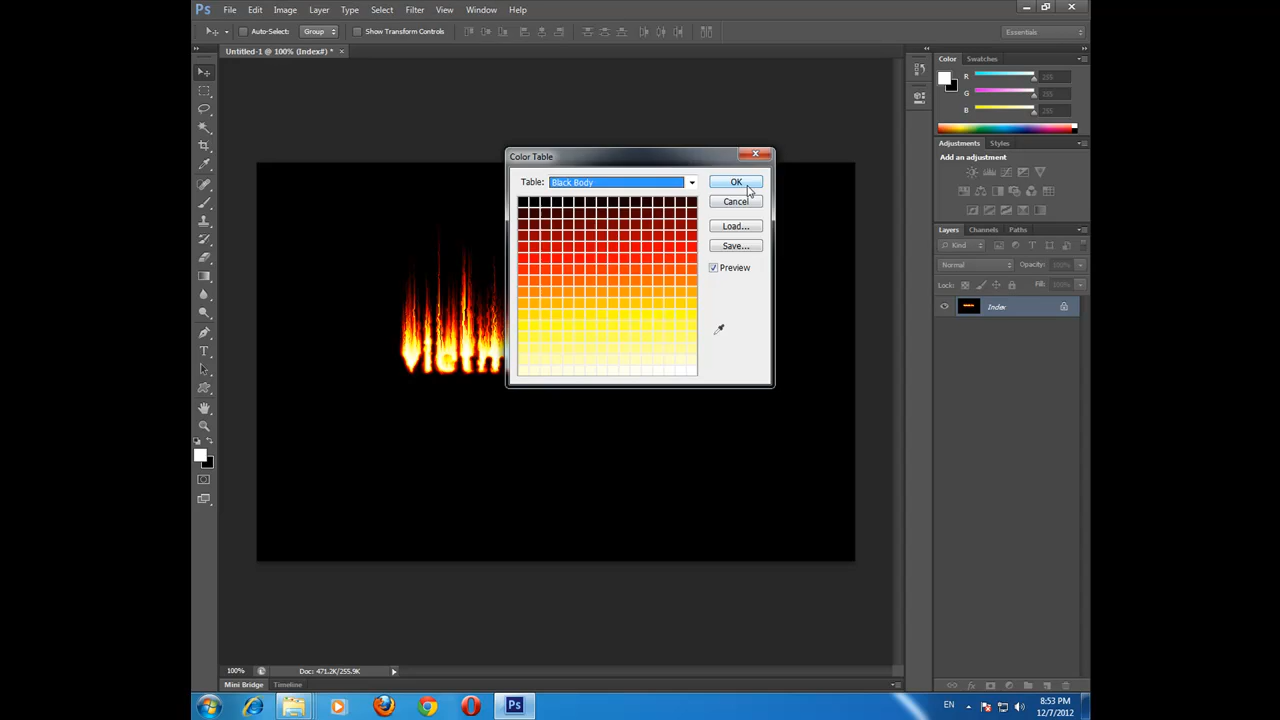 Ps File Edit Image Layer Type Select Filter View Window Help
Auto-Select: Group Show Transform Controls Essentials
Untitled-1 @ 100% (Index#) * ×
Color Swatches
R 255
G 255
B 255
Adjustments Styles
Add an adjustment
Layers Channels Paths
Kind
Normal Opacity: 100%
Lock: Fill: 100%
Index
Color Table
Table: Black Body OK
Cancel
Load...
Save...
Preview
100% Doc: 471.2K/255.9K
Mini Bridge Timeline
Ps EN 8:53 PM
12/7/2012